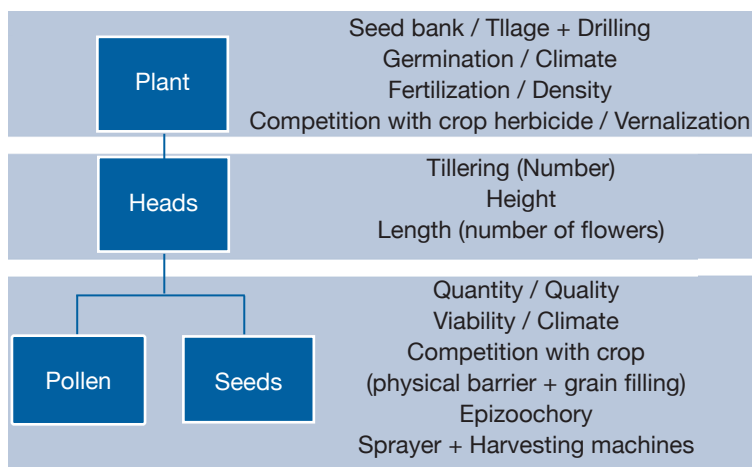 Plant
Seed bank / Tllage + Drilling
Germination / Climate
Fertilization / Density
Competition with crop herbicide / Vernalization
Heads
Tillering (Number)
Height
Length (number of flowers)
Pollen
Seeds
Quantity / Quality
Viability / Climate
Competition with crop
(physical barrier + grain filling)
Epizoochory
Sprayer + Harvesting machines